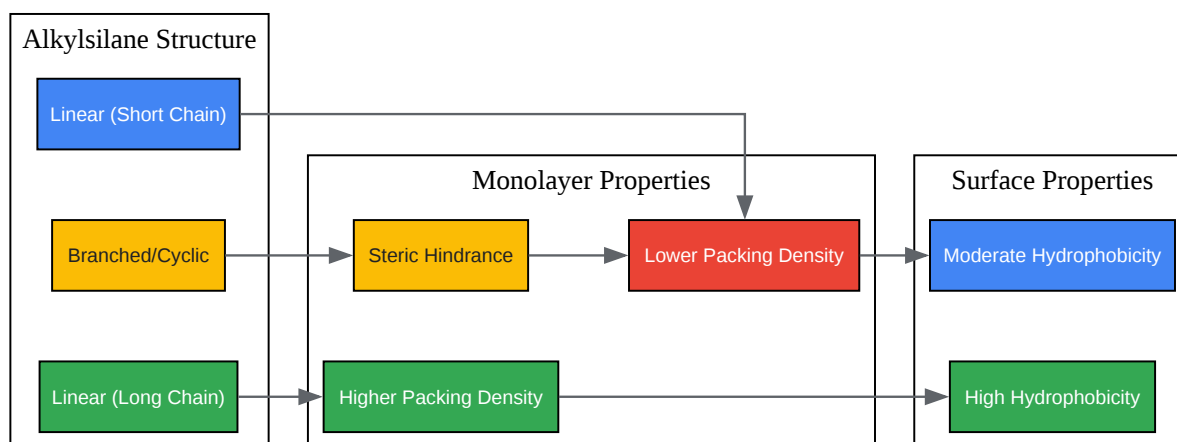 Alkylsilane Structure
Linear (Short Chain)
Monolayer Properties
Surface Properties
Branched/Cyclic
Steric Hindrance
Lower Packing Density
Moderate Hydrophobicity
Linear (Long Chain)
Higher Packing Density
High Hydrophobicity